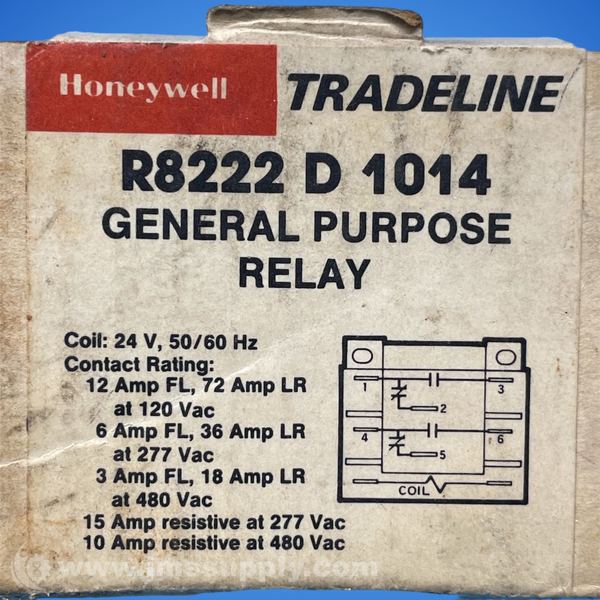 Honeywell TRADELINE
R8222 D 1014
GENERAL PURPOSE
RELAY
Coil: 24 V, 50/60 Hz
Contact Rating:
12 Amp FL, 72 Amp LR
at 120 Vac
6 Amp FL, 36 Amp LR
at 277 Vac
3 Amp FL, 18 Amp LR
at 480 Vac
15 Amp resistive at 277 Vac
10 Amp resistive at 480 Vac
1 3
2
4 6
5
COIL
www.jmssupply.com